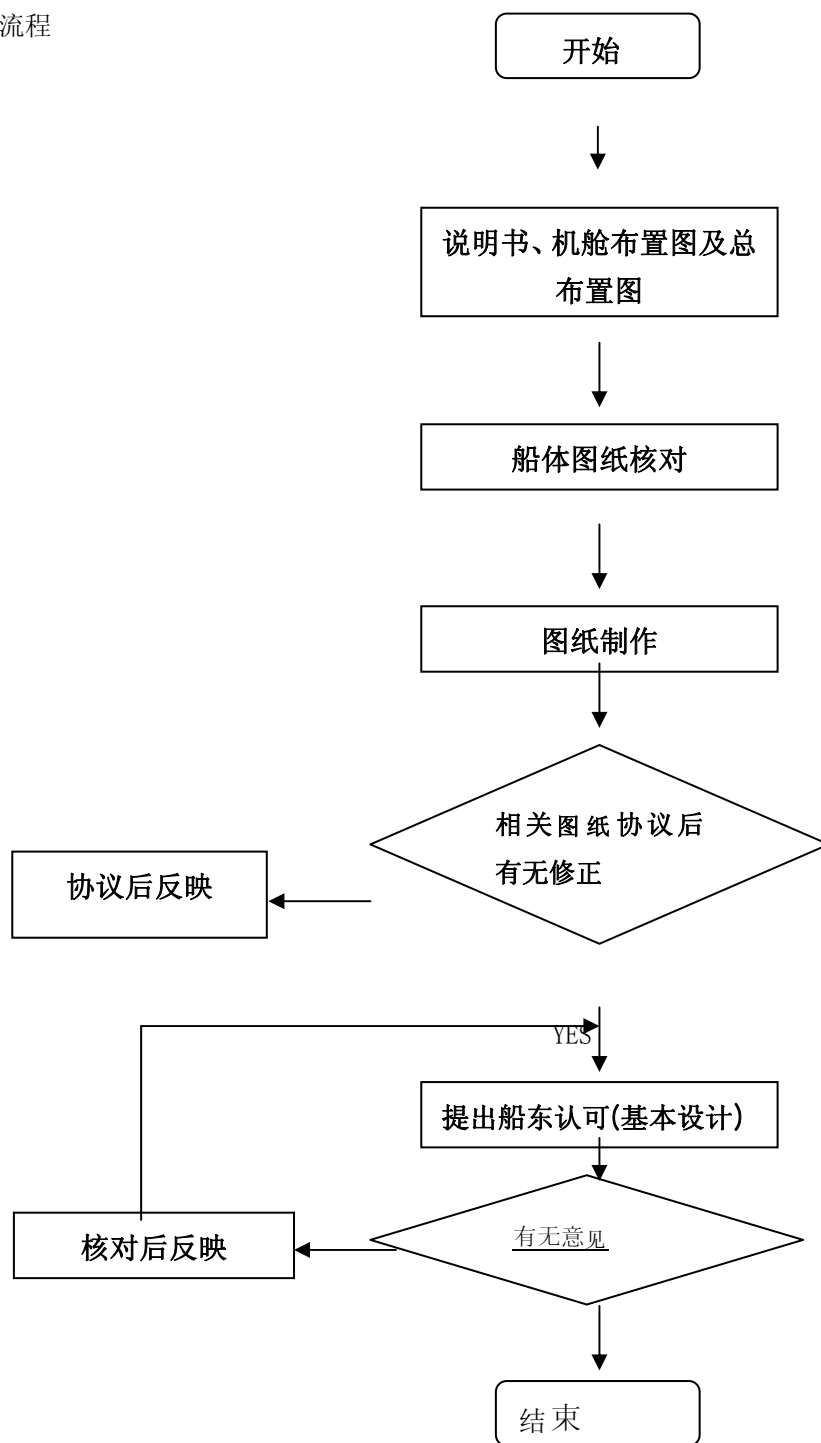 流程
开始
说明书、机舱布置图及总
布置图
船体图纸核对
图纸制作
相关图纸协议后
有无修正
协议后反映
YES
提出船东认可(基本设计)
有无意见
核对后反映
结束